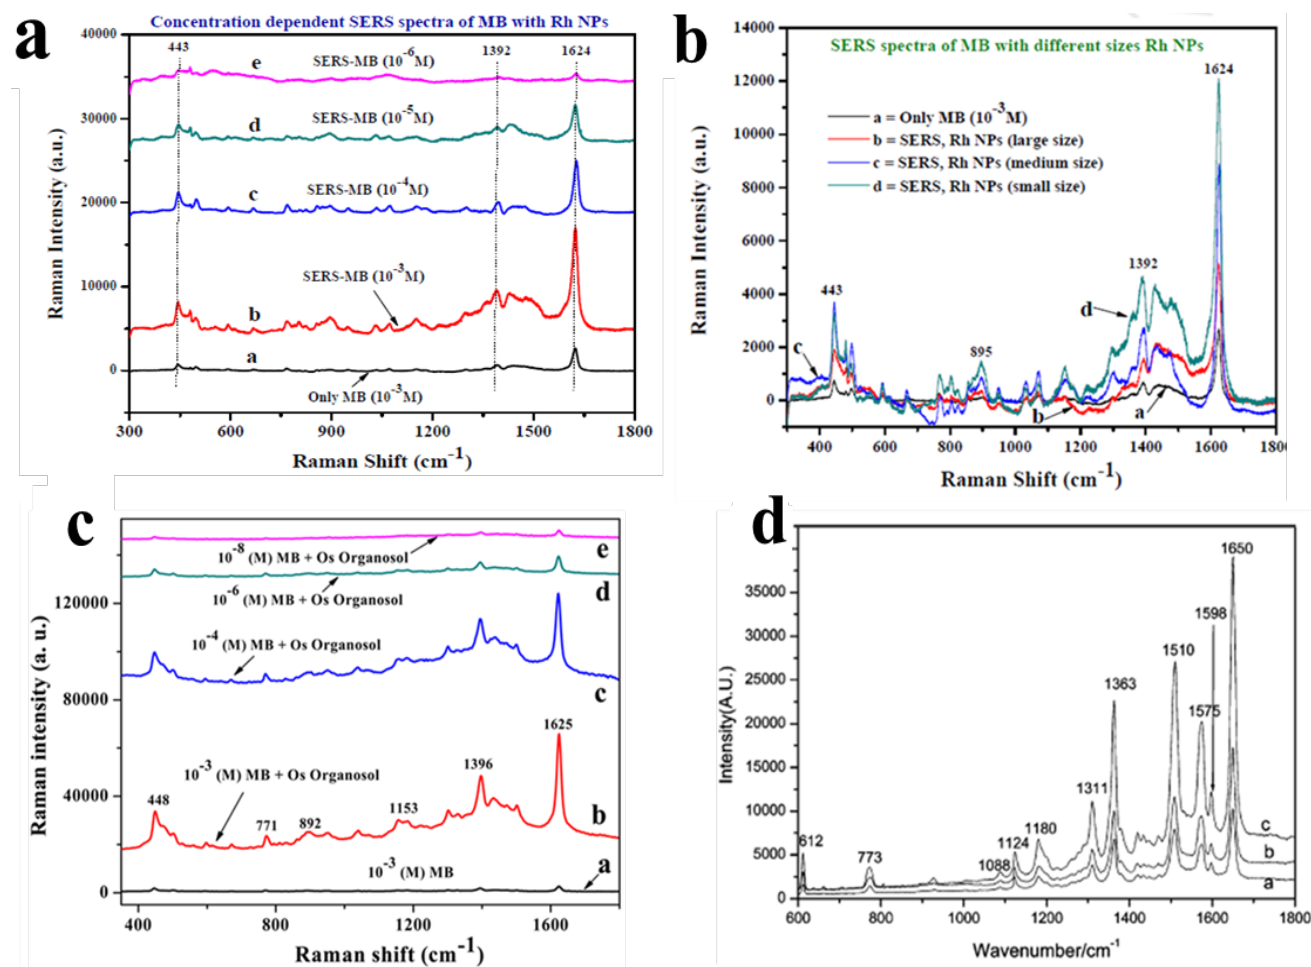 a
Concentration dependent SERS spectra of MB with Rh NPs
443
1392
1624
e
SERS-MB (10⁻⁶M)
d
SERS-MB (10⁻⁵M)
c
SERS-MB (10⁻⁴M)
SERS-MB (10⁻³M)
b
a
Only MB (10⁻³M)
40000
30000
20000
10000
0
Raman Intensity (a.u.)
300 600 900 1200 1500 1800
Raman Shift (cm⁻¹)
b
SERS spectra of MB with different sizes Rh NPs
1624
a = Only MB (10⁻³M)
b = SERS, Rh NPs (large size)
c = SERS, Rh NPs (medium size)
d = SERS, Rh NPs (small size)
443
895
1392
d
c
b
a
14000
12000
10000
8000
6000
4000
2000
0
Raman Intensity (a.u.)
400 600 800 1000 1200 1400 1600 1800
Raman Shift (cm⁻¹)
c
10⁻⁸ (M) MB + Os Organosol
e
10⁻⁶ (M) MB + Os Organosol
d
10⁻⁴ (M) MB + Os Organosol
c
10⁻³ (M) MB + Os Organosol
b
448
771
892
1153
1396
1625
10⁻³ (M) MB
a
120000
80000
40000
0
Raman intensity (a. u.)
400 800 1200 1600
Raman shift (cm⁻¹)
d
1650
1598
1510
1575
1363
1311
1180
1124
1088
773
612
c
b
a
40000
35000
30000
25000
20000
15000
10000
5000
0
Intensity(A.U.)
600 800 1000 1200 1400 1600 1800
Wavenumber/cm⁻¹